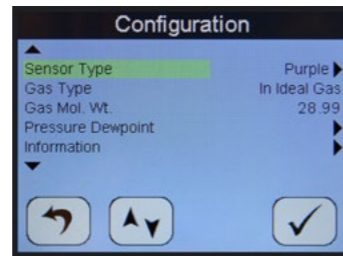 Configuration
Sensor Type Purple
Gas Type In Ideal Gas
Gas Mol. Wt. 28.99
Pressure Dewpoint
Information